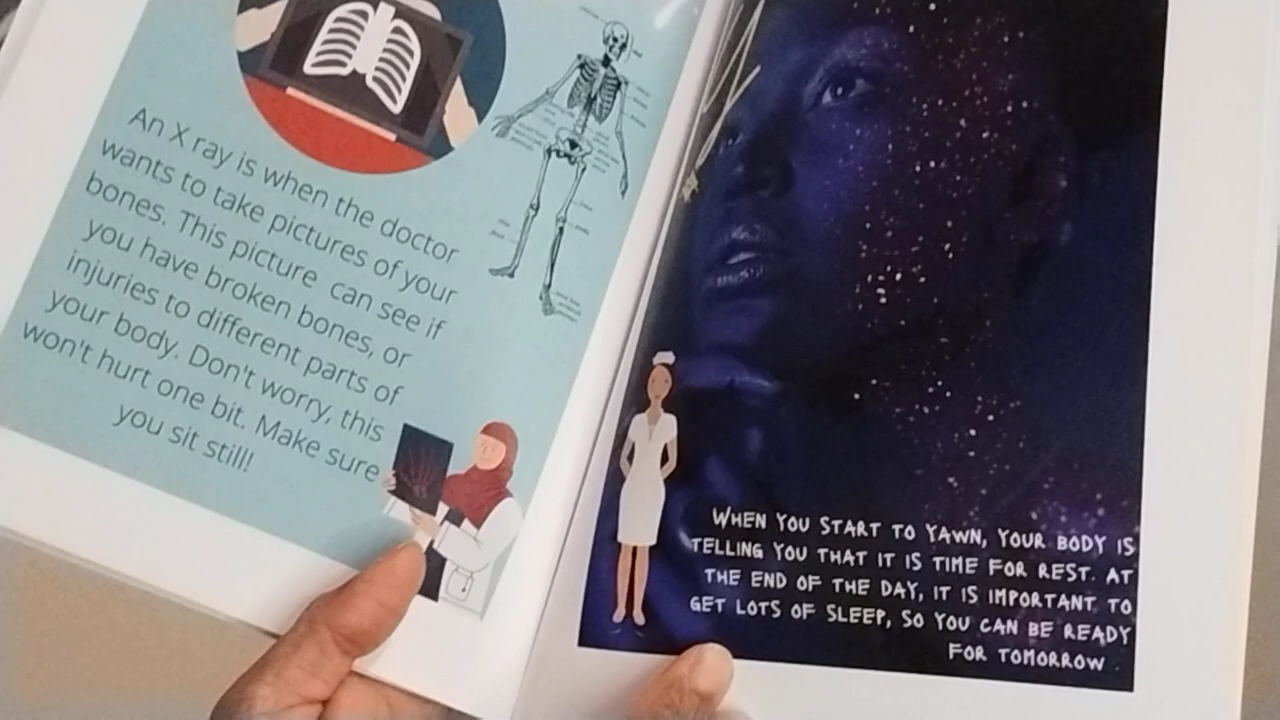 An X ray is when the doctor
wants to take pictures of your
bones. This picture can see if
you have broken bones, or
injuries to different parts of
your body. Don't worry, this
won't hurt one bit. Make sure
you sit still!
WHEN YOU START TO YAWN, YOUR BODY IS
TELLING YOU THAT IT IS TIME FOR REST. AT
THE END OF THE DAY, IT IS IMPORTANT TO
GET LOTS OF SLEEP, SO YOU CAN BE READY
FOR TOMORROW .